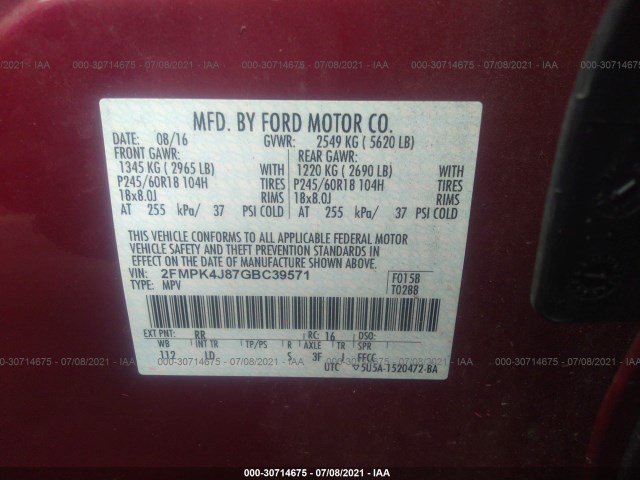 000-30714675 - 07/08/2021 - IAA
MFD. BY FORD MOTOR CO.
DATE: 08/16 GVWR: 2549 KG ( 5620 LB)
FRONT GAWR: REAR GAWR:
1345 KG ( 2965 LB) 1220 KG ( 2690 LB)
P245/60R18 104H TIRES P245/60R18 104H TIRES
18x8.0J RIMS 18x8.0J RIMS
AT 255 kPa/ 37 PSI COLD AT 255 kPa/ 37 PSI COLD
THIS VEHICLE CONFORMS TO ALL APPLICABLE FEDERAL MOTOR
VEHICLE SAFETY AND BUMPER AND THEFT PREVENTION STANDARDS IN
EFFECT ON THE DATE OF MANUFACTURE SHOWN ABOVE.
VIN: 2FMPK4J87GBC39571 F0158
TYPE: MPV T0288
EXT PNT: RR RC: 16 DSO:
WB INT TR TP/PS R AXLE TR SPR
112 LD S 3F J FFCC
UTC ▽5U5A-1520472-BA
000-30714675 - 07/08/2021 - IAA